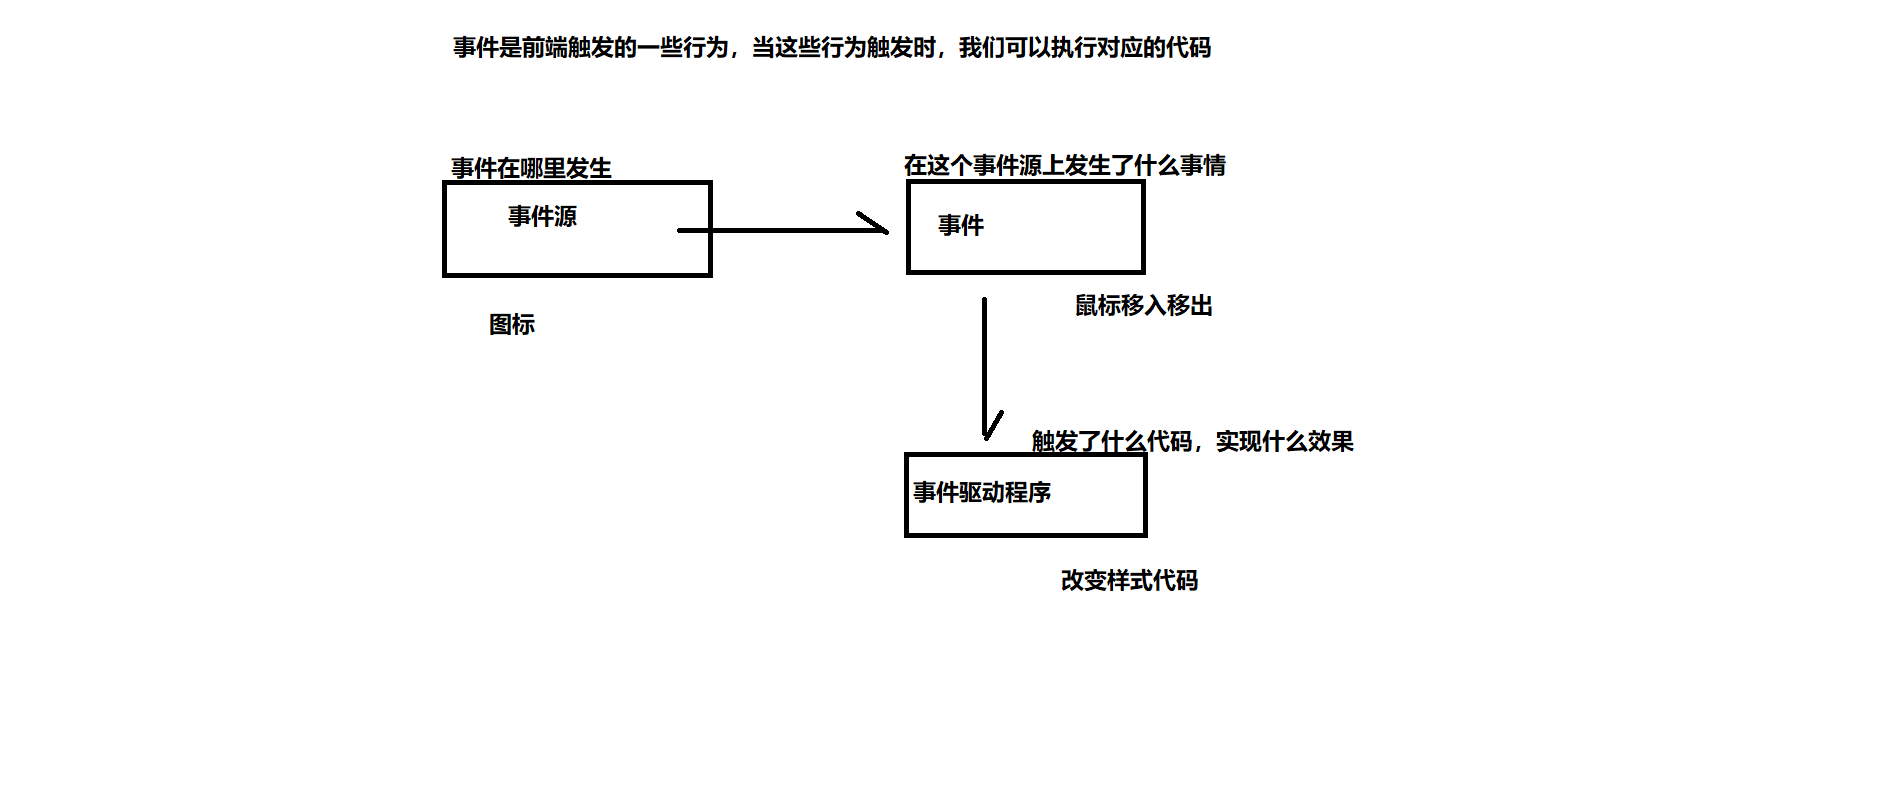 事件是前端触发的一些行为，当这些行为触发时，我们可以执行对应的代码
事件在哪里发生
在这个事件源上发生了什么事情
事件源
事件
图标
鼠标移入移出
触发了什么代码，实现什么效果
事件驱动程序
改变样式代码